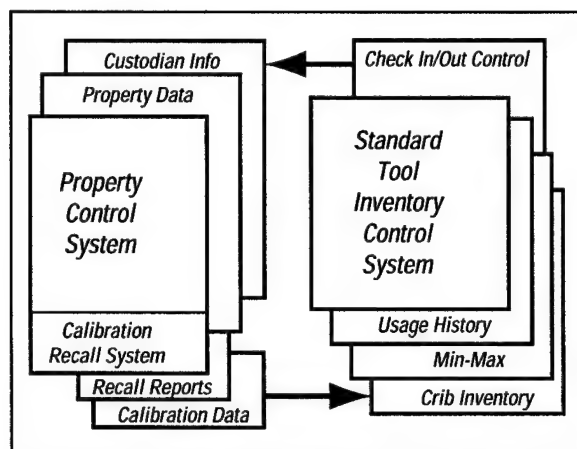 Custodian Info
Property Data
Property
Control
System
Calibration
Recall System
Recall Reports
Calibration Data
Check In/Out Control
Standard
Tool
Inventory
Control
System
Usage History
Min-Max
Crib Inventory